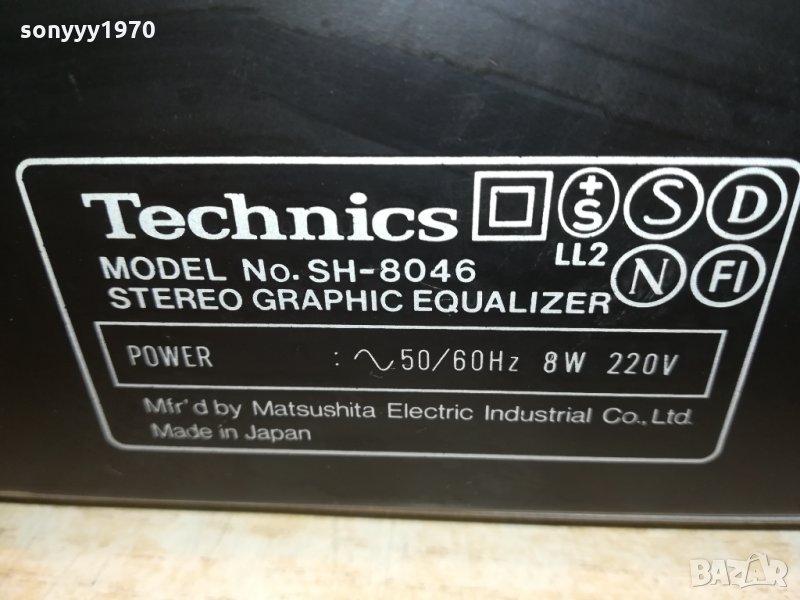 sonyyy1970
Technics +S S D
LL2 N FI
MODEL No. SH-8046
STEREO GRAPHIC EQUALIZER
POWER : 50/60Hz 8W 220V
Mfr'd by Matsushita Electric Industrial Co., Ltd.
Made in Japan
BAZAR